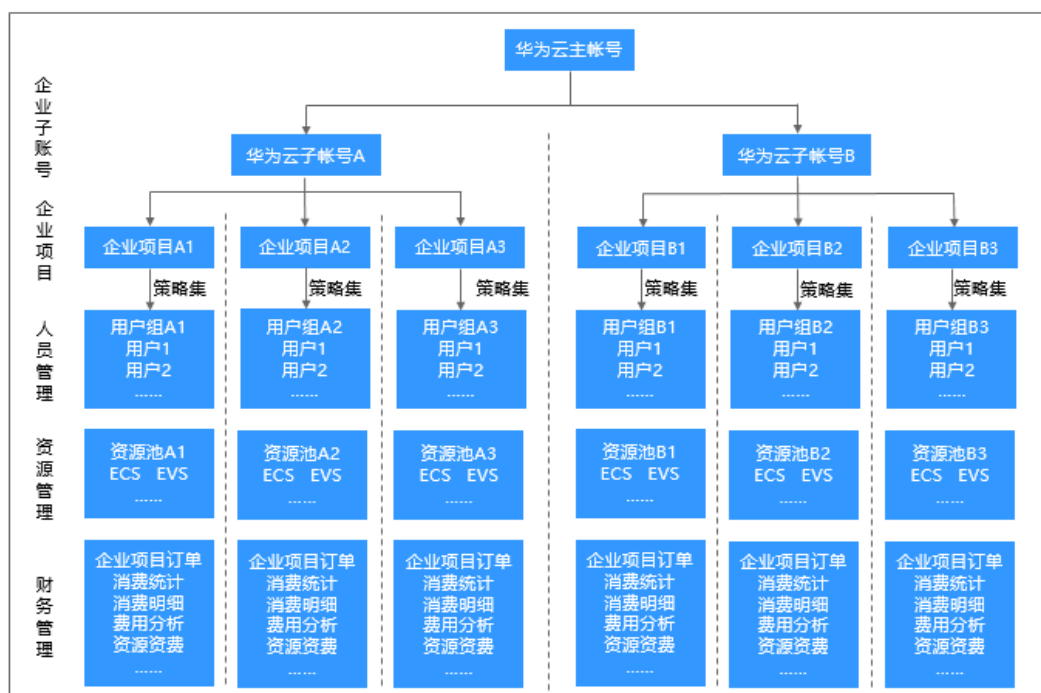 华为云主帐号
企业子账号
华为云子帐号A
华为云子帐号B
企业项目
企业项目A1
企业项目A2
企业项目A3
企业项目B1
企业项目B2
企业项目B3
策略集
策略集
策略集
策略集
策略集
策略集
人员管理
用户组A1
用户1
用户2
......
用户组A2
用户1
用户2
......
用户组A3
用户1
用户2
......
用户组B1
用户1
用户2
......
用户组B2
用户1
用户2
......
用户组B3
用户1
用户2
......
资源管理
资源池A1
ECS EVS
......
资源池A2
ECS EVS
......
资源池A3
ECS EVS
......
资源池B1
ECS EVS
......
资源池B2
ECS EVS
......
资源池B3
ECS EVS
......
财务管理
企业项目订单
消费统计
消费明细
费用分析
资源资费
......
企业项目订单
消费统计
消费明细
费用分析
资源资费
......
企业项目订单
消费统计
消费明细
费用分析
资源资费
......
企业项目订单
消费统计
消费明细
费用分析
资源资费
......
企业项目订单
消费统计
消费明细
费用分析
资源资费
......
企业项目订单
消费统计
消费明细
费用分析
资源资费
......